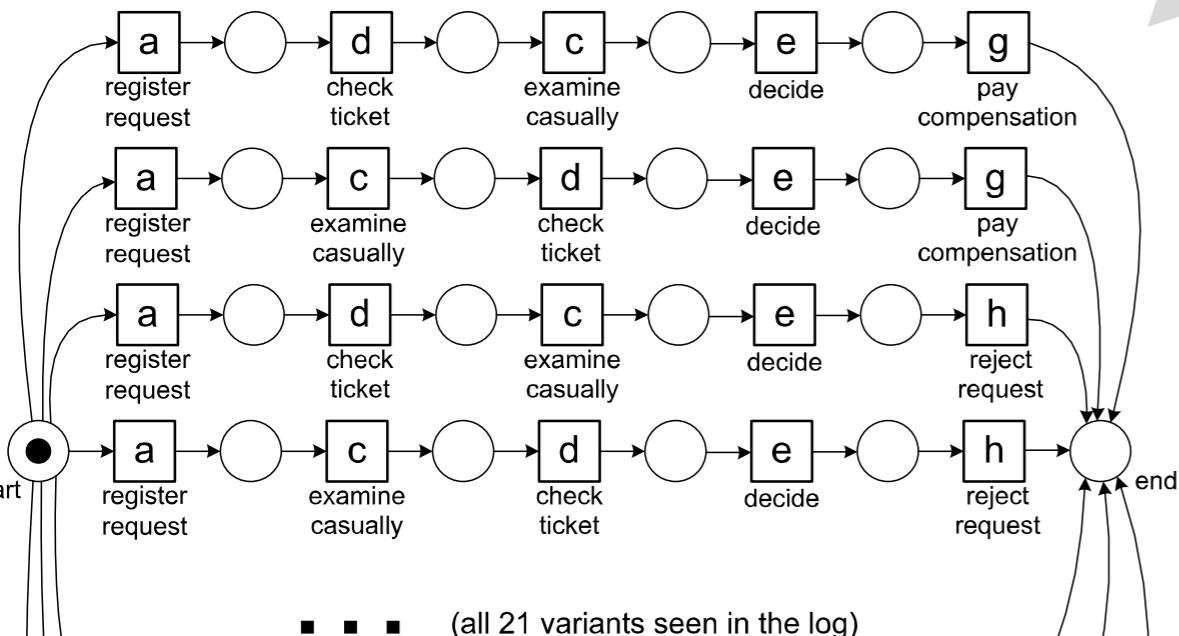 a d c e g
register check examine decide pay
request ticket casually compensation
a c d e g
register examine check decide pay
request casually ticket compensation
a d c e h
register check examine decide reject
request ticket casually request
a c d e h
art end
register examine check decide reject
request casually ticket request
(all 21 variants seen in the log)